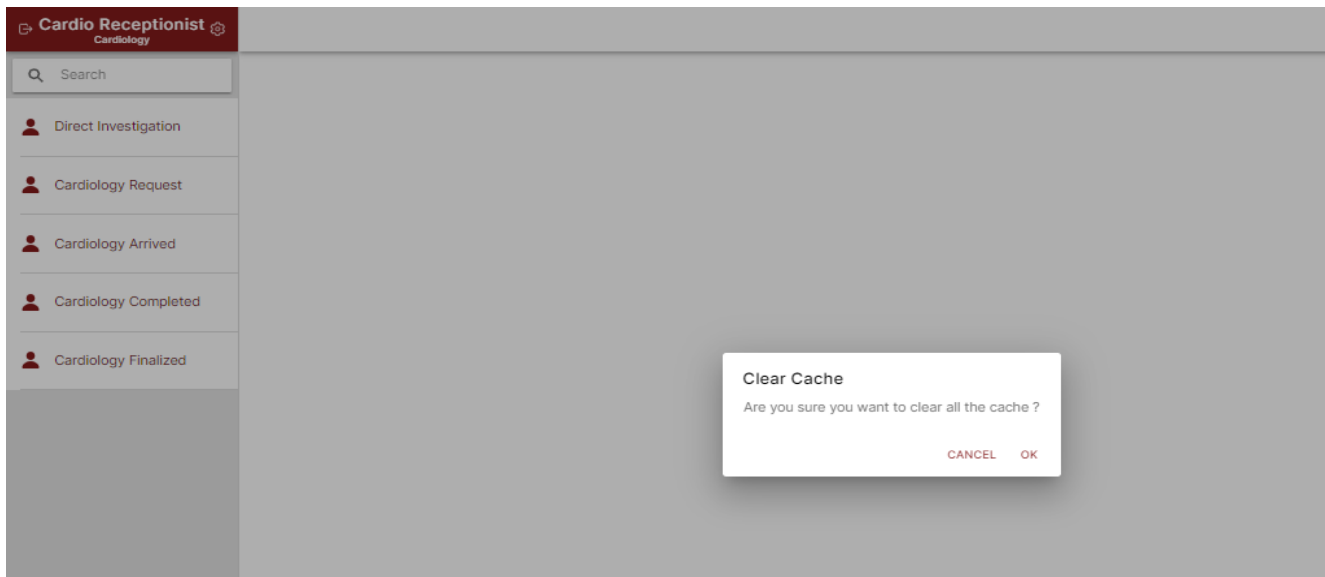 Cardio Receptionist
Cardiology
Search
Direct Investigation
Cardiology Request
Cardiology Arrived
Cardiology Completed
Cardiology Finalized
Clear Cache
Are you sure you want to clear all the cache ?
CANCEL OK